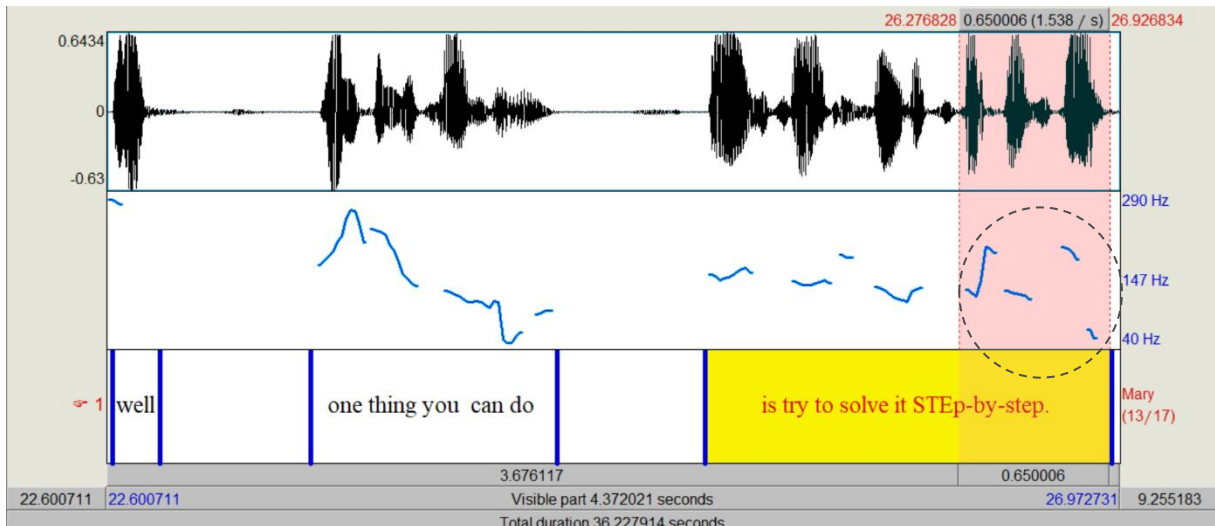 26.276828 0.650006 (1.538 / s) 26.926834
0.6434
0
-0.63
290 Hz
147 Hz
40 Hz
☞ 1 well one thing you can do is try to solve it STEp-by-step. Mary
(13/17)
3.676117 0.650006
22.600711 22.600711 Visible part 4.372021 seconds 26.972731 9.255183
Total duration 36.227914 seconds